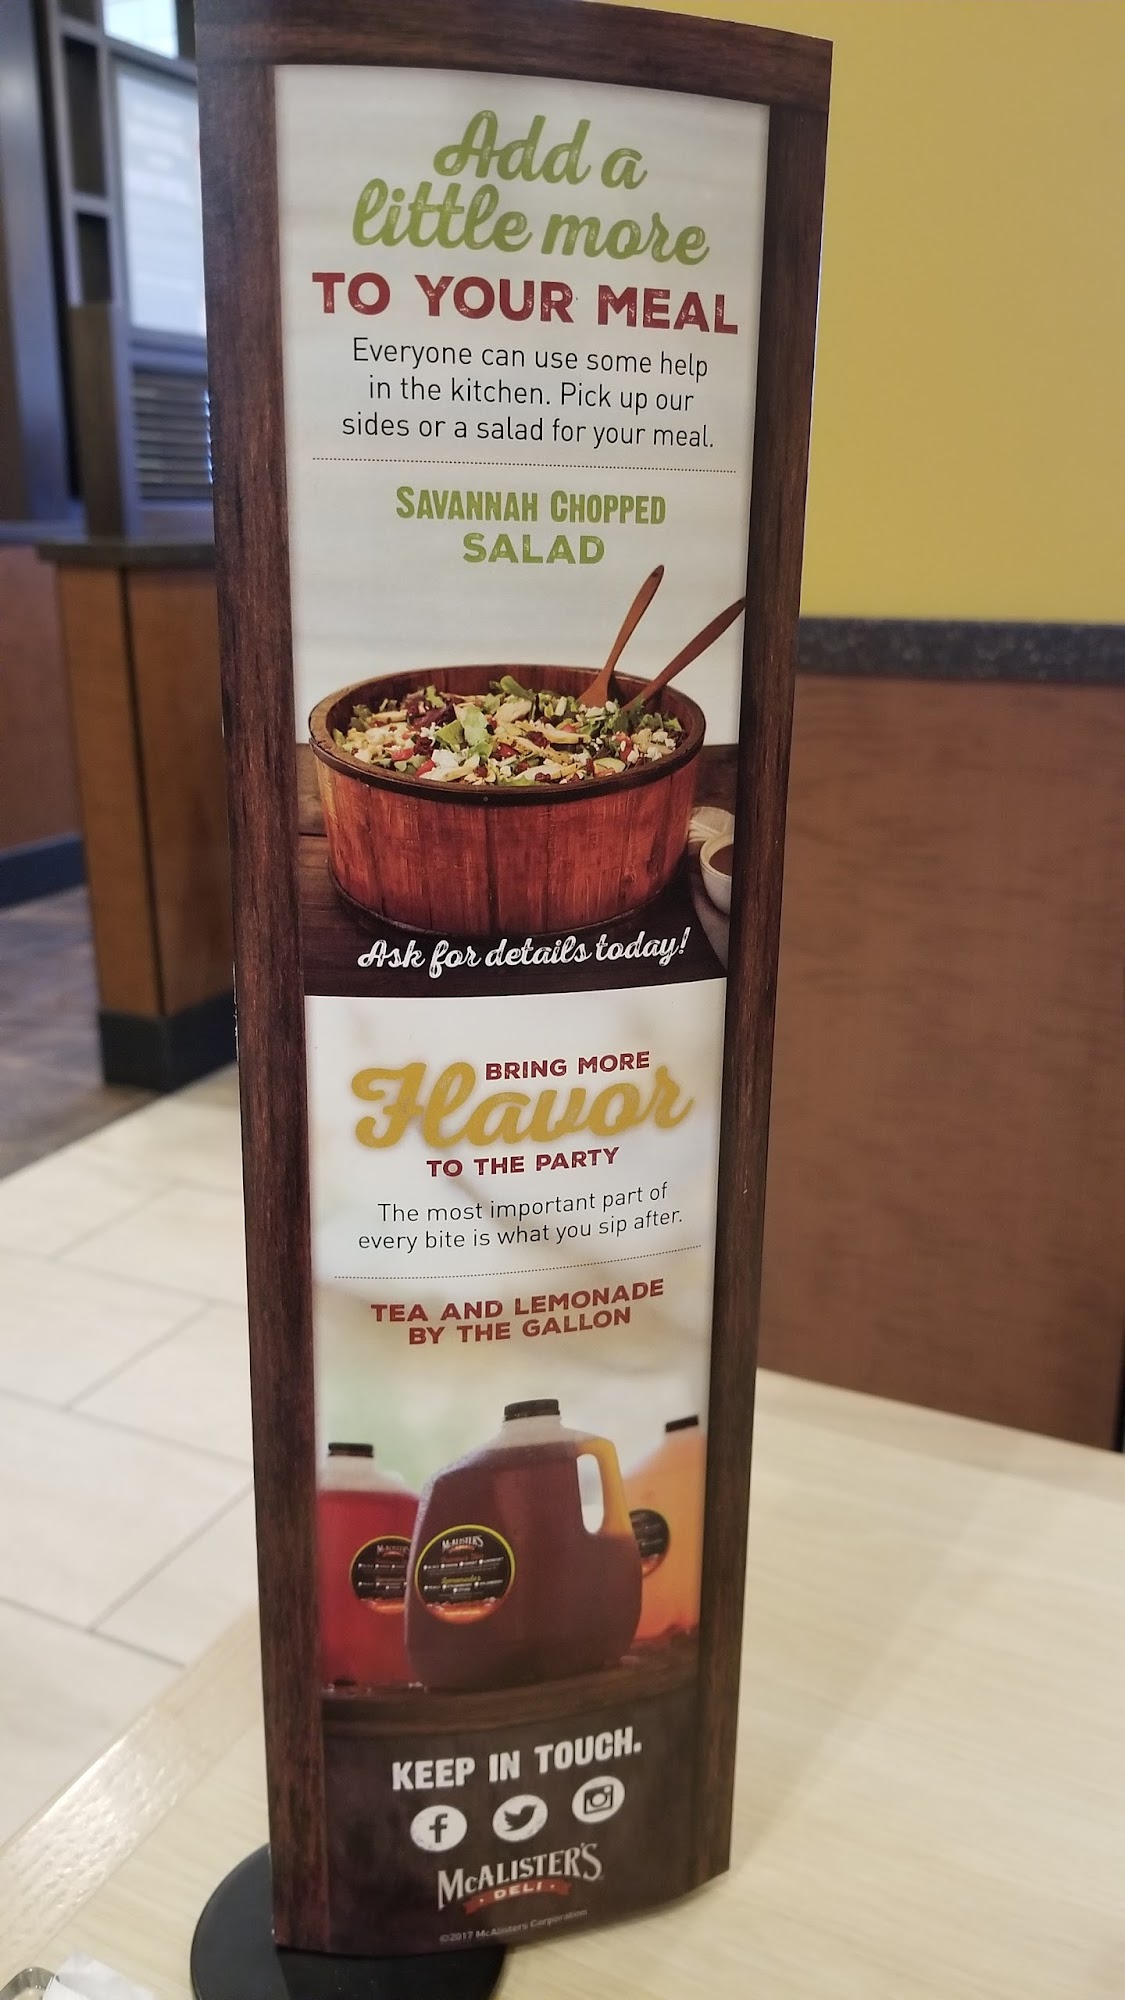 Add a
little more
TO YOUR MEAL
Everyone can use some help
in the kitchen. Pick up our
sides or a salad for your meal.
SAVANNAH CHOPPED
SALAD
Ask for details today!
BRING MORE
Flavor
TO THE PARTY
The most important part of
every bite is what you sip after.
TEA AND LEMONADE
BY THE GALLON
McALISTER'S
KEEP IN TOUCH.
McALISTER'S
DELI
©2017 McAlisters Corporation